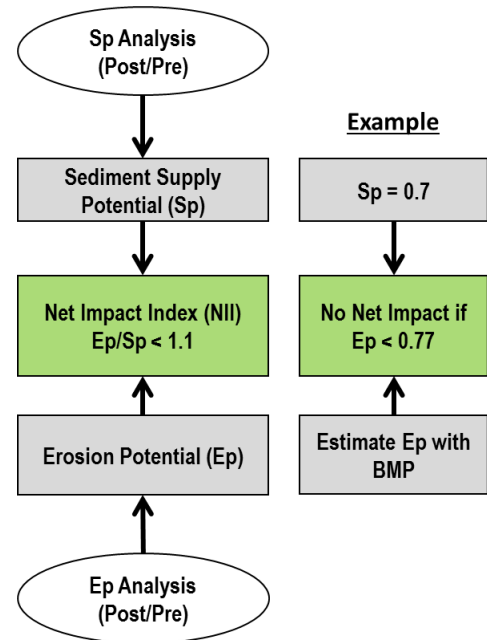 Sp Analysis
(Post/Pre)
Sediment Supply
Potential (Sp)
Net Impact Index (NII)
Ep/Sp < 1.1
Erosion Potential (Ep)
Ep Analysis
(Post/Pre)
Example
Sp = 0.7
No Net Impact if
Ep < 0.77
Estimate Ep with
BMP